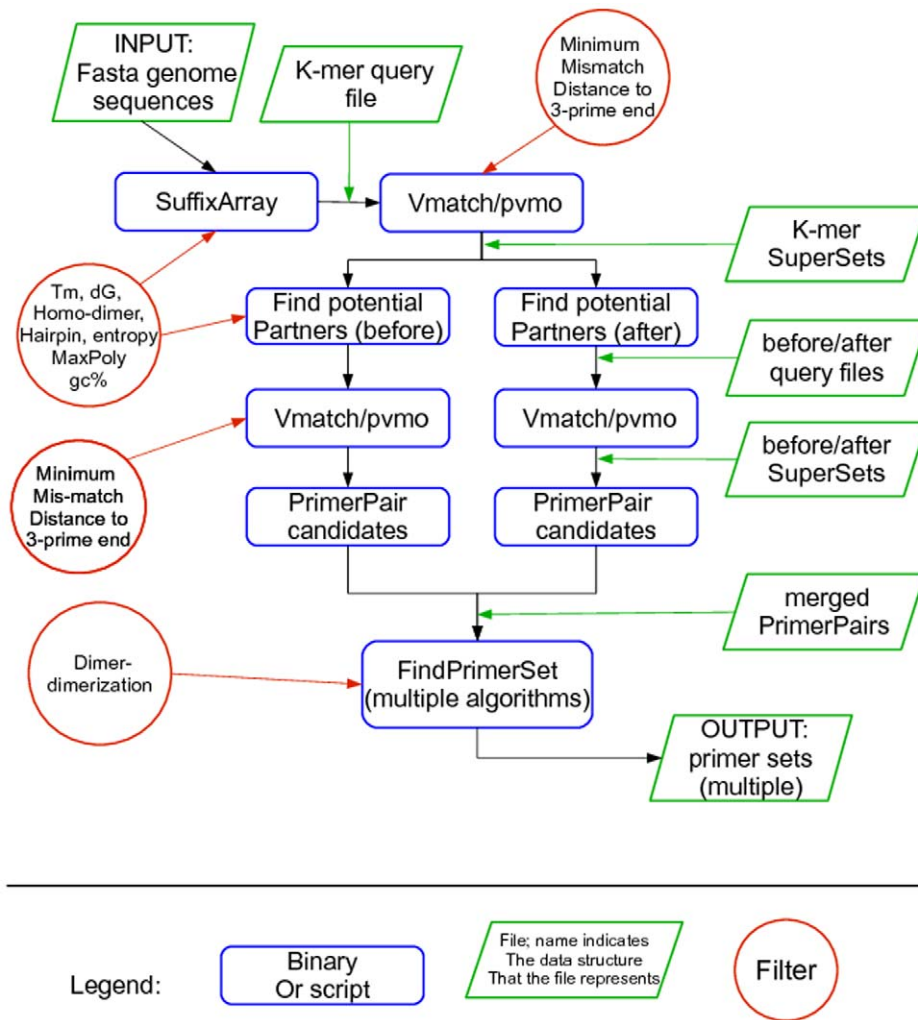 INPUT:
Fasta genome
sequences
K-mer query
file
Minimum
Mismatch
Distance to
3-prime end
SuffixArray
Vmatch/pvmo
K-mer
SuperSets
Tm, dG,
Homo-dimer,
Hairpin, entropy
MaxPoly
gc%
Find potential
Partners (before)
Find potential
Partners (after)
before/after
query files
Vmatch/pvmo
Vmatch/pvmo
before/after
SuperSets
Minimum
Mis-match
Distance to
3-prime end
PrimerPair
candidates
PrimerPair
candidates
merged
PrimerPairs
Dimer-
dimerization
FindPrimerSet
(multiple algorithms)
OUTPUT:
primer sets
(multiple)
Legend:
Binary
Or script
File; name indicates
The data structure
That the file represents
Filter